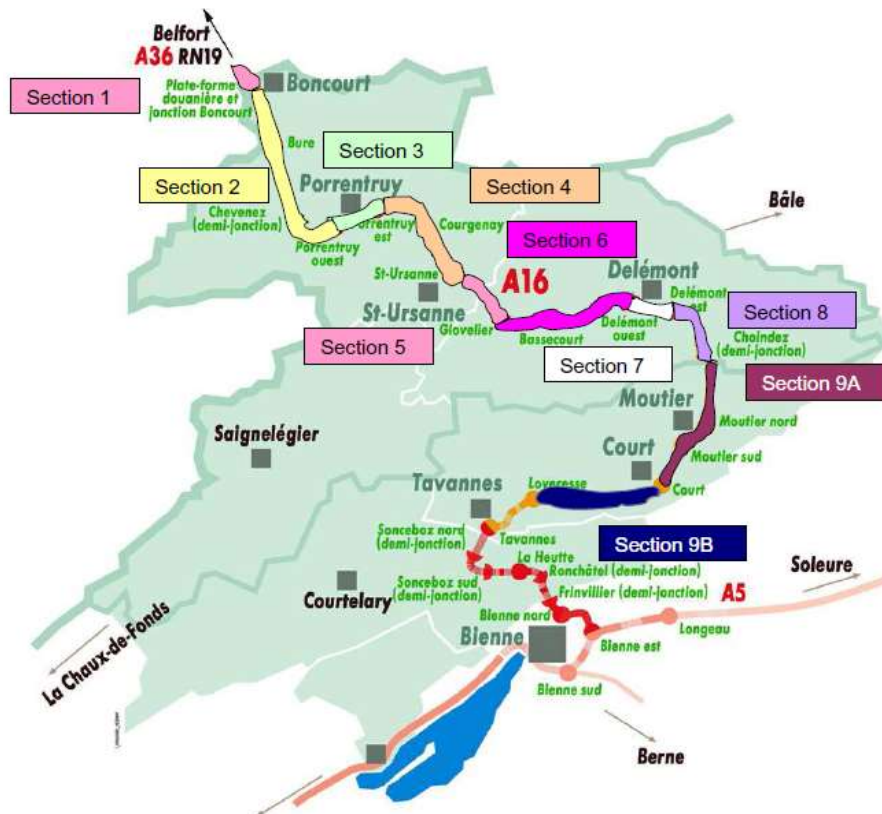 Belfort
A36 RN19
Plate-forme
douanière et
jonction Boncourt
Boncourt
Section 1
Bure
Section 3
Section 2
Porrentruy
Section 4
Chevenez
(demi-jonction)
Porrentruy
est
Courgenay
Porrentruy
ouest
Bâle
Section 6
St-Ursanne
A16
Delémont
St-Ursanne
Delémont
est
Glovelier
Bassecourt
Delémont
ouest
Section 8
Section 5
Section 7
Choindez
(demi-jonction)
Section 9A
Moutier
Moutier nord
Saignelégier
Court
Moutier sud
Tavannes
Loveresse
Court
Soncebox nord
(demi-jonction)
Tavannes
Section 9B
La Heutte
Ronchâtel (demi-jonction)
Soleure
Soncebox sud
(demi-jonction)
Courtelary
Frinvillier (demi-jonction)
A5
Bienne nord
Longeau
Bienne
Bienne est
La Chaux-de-Fonds
Bienne sud
Berne